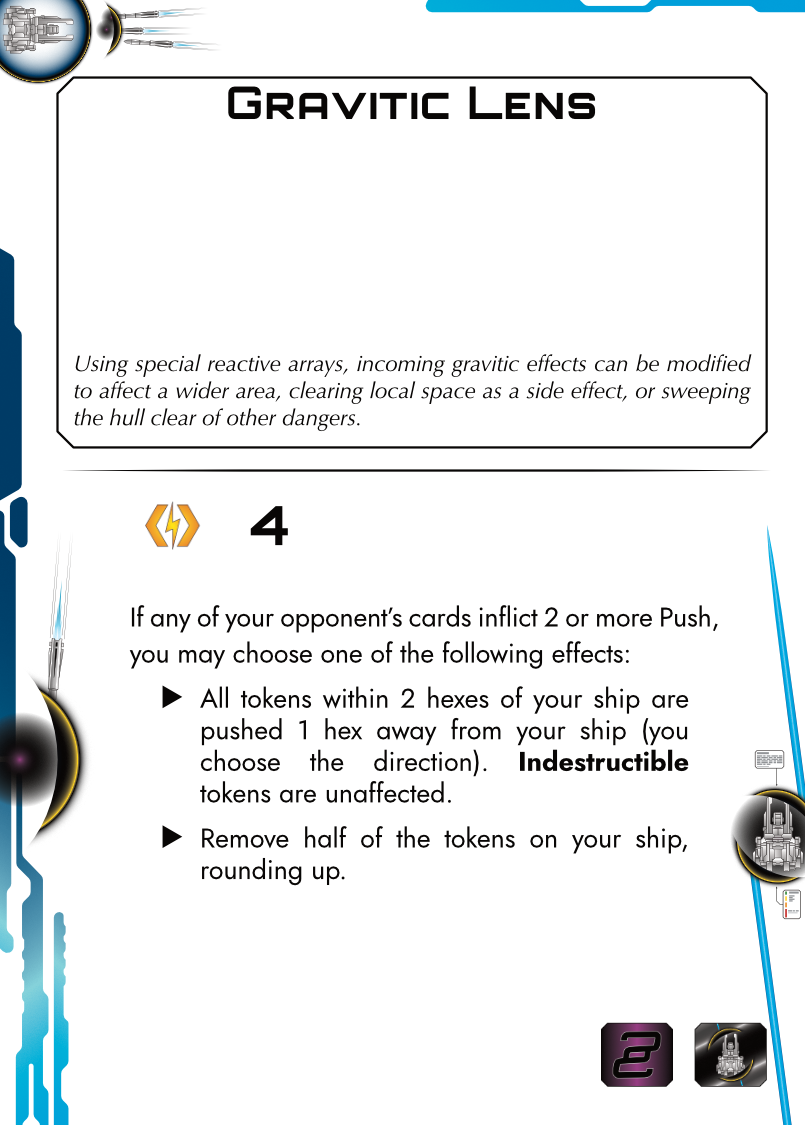 Gravitic Lens
Using special reactive arrays, incoming gravitic effects can be modified
to affect a wider area, clearing local space as a side effect, or sweeping
the hull clear of other dangers.
4
If any of your opponent’s cards inflict 2 or more Push,
you may choose one of the following effects:
▶ All tokens within 2 hexes of your ship are
pushed 1 hex away from your ship (you
choose the direction). Indestructible
tokens are unaffected.
▶ Remove half of the tokens on your ship,
rounding up.
2